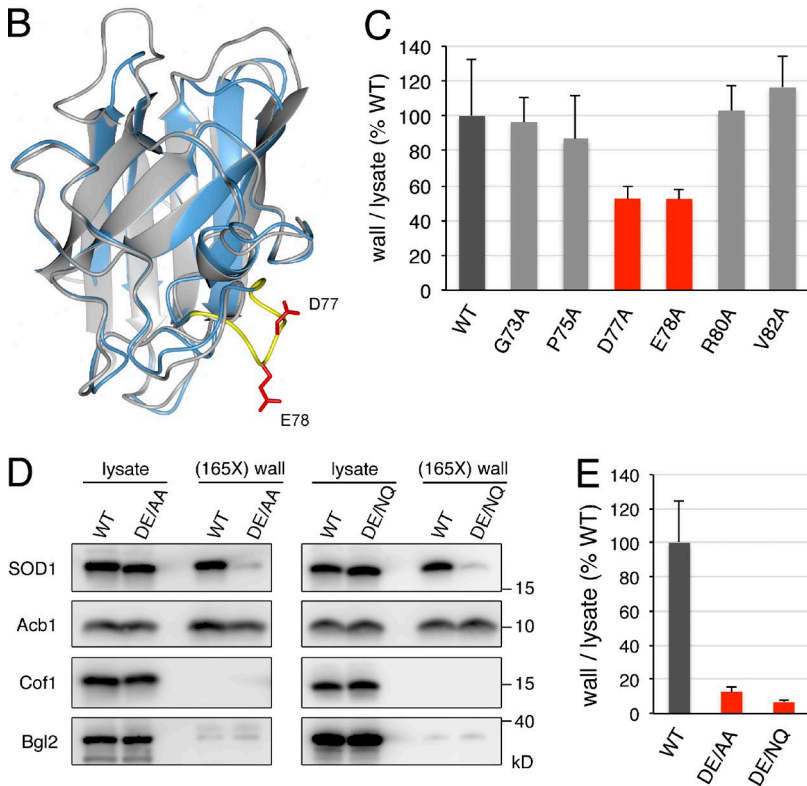 B
D77
E78
C
wall / lysate (% WT)
140
120
100
80
60
40
20
0
WT
G73A
P75A
D77A
E78A
R80A
V82A
D
lysate
(165X) wall
lysate
(165X) wall
WT
DE/AA
WT
DE/AA
WT
DE/NQ
WT
DE/NQ
SOD1
15
Acb1
10
Cof1
15
Bgl2
40
kD
E
wall / lysate (% WT)
140
120
100
80
60
40
20
0
WT
DE/AA
DE/NQ